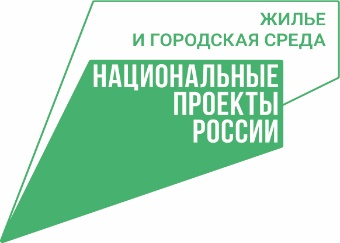 ЖИЛЬЕ
И ГОРОДСКАЯ СРЕДА
НАЦИОНАЛЬНЫЕ
ПРОЕКТЫ
РОССИИ